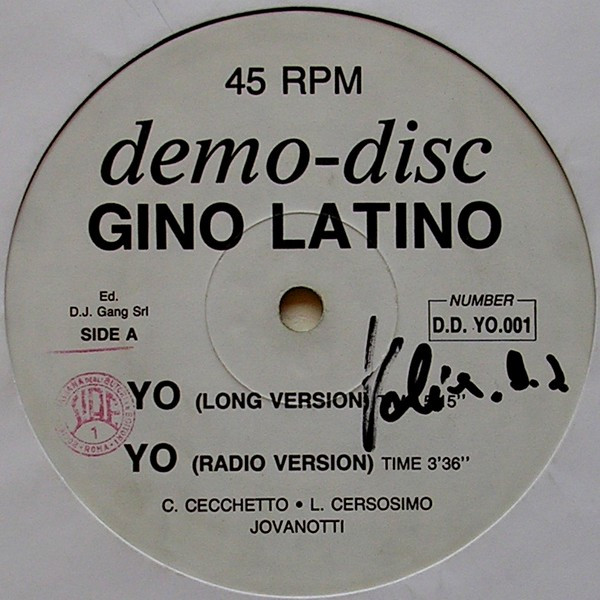 45 RPM
demo-disc
GINO LATINO
Ed.
D.J. Gang Srl
SIDE A
NUMBER
D.D. YO.001
YO (LONG VERSION)
YO (RADIO VERSION) TIME 3'36"
C. CECCHETTO • L. CERSOSIMO
JOVANOTTI